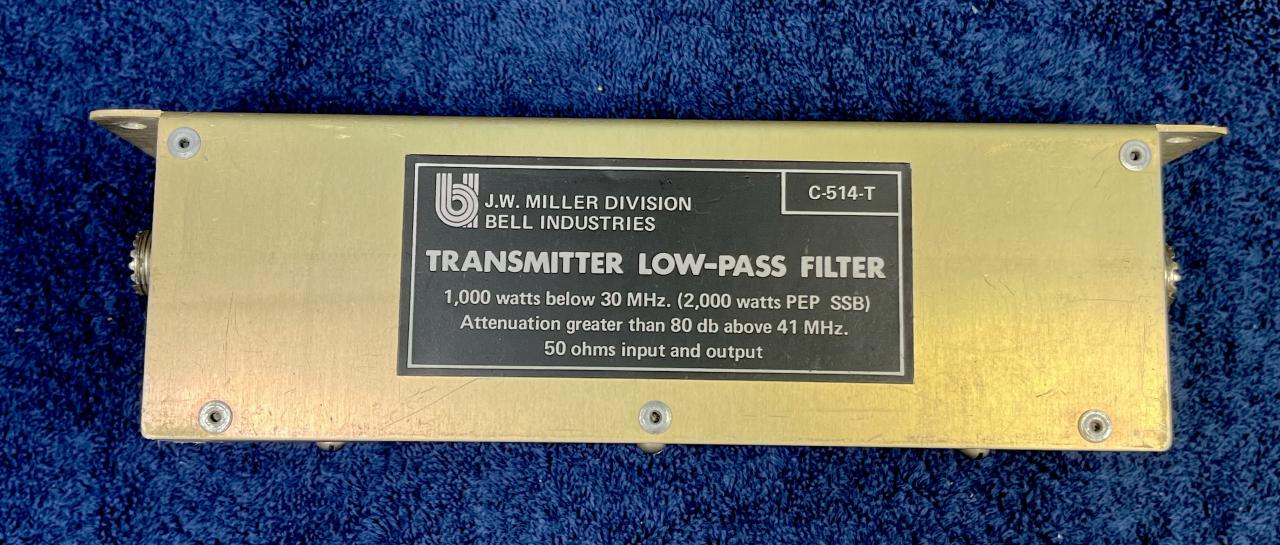 J.W. MILLER DIVISION
BELL INDUSTRIES
C-514-T
TRANSMITTER LOW-PASS FILTER
1,000 watts below 30 MHz. (2,000 watts PEP SSB)
Attenuation greater than 80 db above 41 MHz.
50 ohms input and output